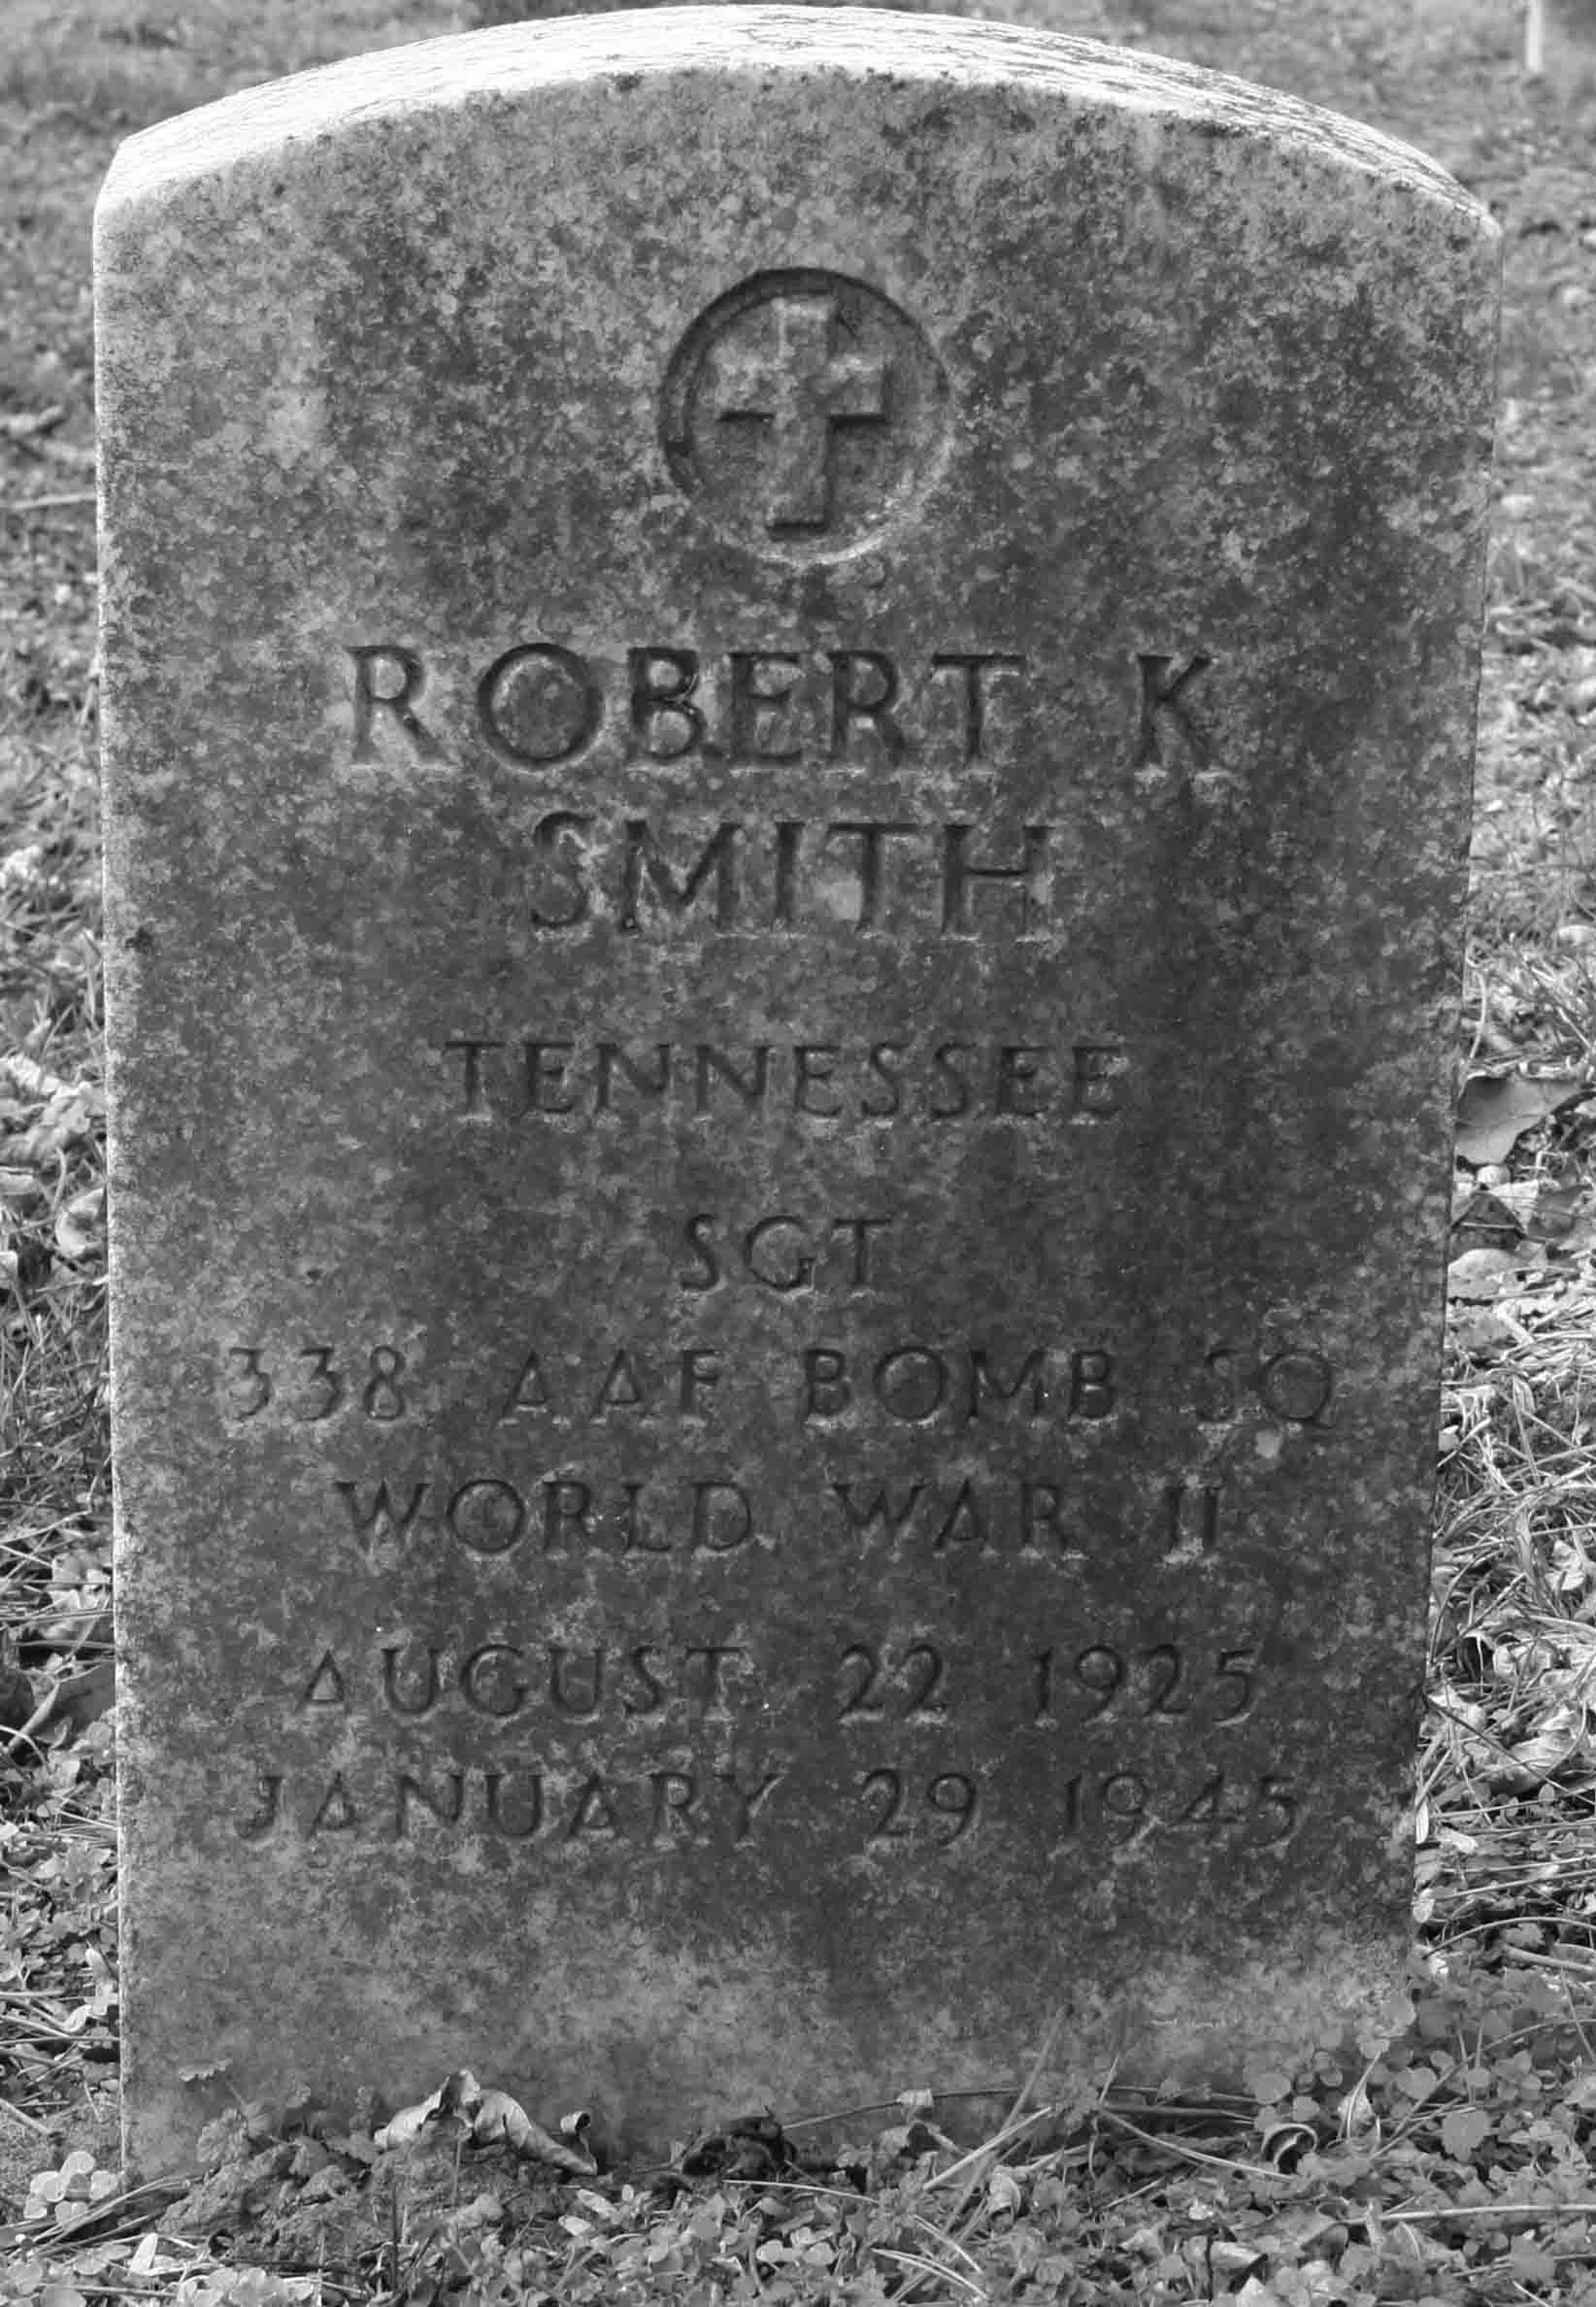 ROBERT K
SMITH
TENNESSEE
SGT
338 AAF BOMB SQ
WORLD WAR II
AUGUST 22 1925
JANUARY 29 1945